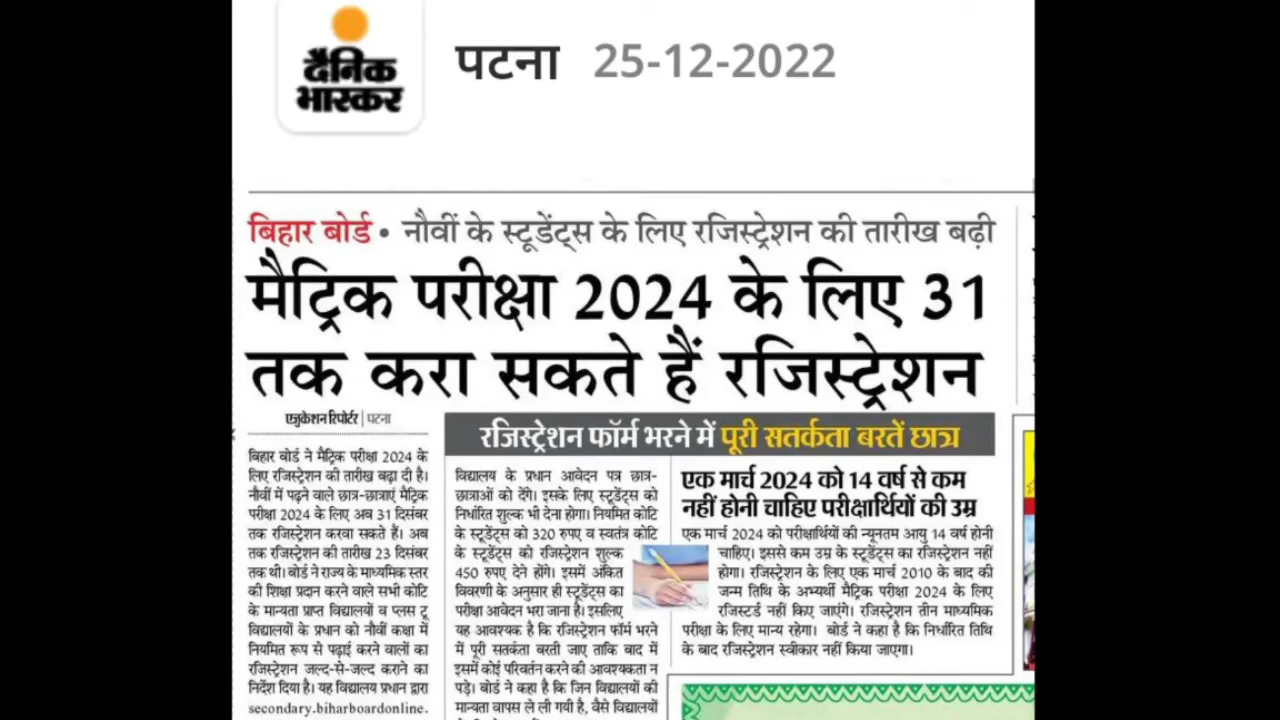 दैनिक
भास्कर
पटना 25-12-2022
बिहार बोर्ड • नौवीं के स्टूडेंट्स के लिए रजिस्ट्रेशन की तारीख बढ़ी
मैट्रिक परीक्षा 2024 के लिए 31
तक करा सकते हैं रजिस्ट्रेशन
एजुकेशन रिपोर्टर | पटना
बिहार बोर्ड ने मैट्रिक परीक्षा 2024 के
लिए रजिस्ट्रेशन की तारीख बढ़ा दी है।
नौवीं में पढ़ने वाले छात्र-छात्राएं मैट्रिक
परीक्षा 2024 के लिए अब 31 दिसंबर
तक रजिस्ट्रेशन करवा सकते हैं। अब
तक रजिस्ट्रेशन की तारीख 23 दिसंबर
तक थी। बोर्ड ने राज्य के माध्यमिक स्तर
की शिक्षा प्रदान करने वाले सभी कोटि
के मान्यता प्राप्त विद्यालयों व प्लस टू
विद्यालयों के प्रधान को नौवीं कक्षा में
नियमित रूप से पढ़ाई करने वालों का
रजिस्ट्रेशन जल्द-से-जल्द कराने का
निर्देश दिया है। यह विद्यालय प्रधान द्वारा
secondary.biharboardonline.
रजिस्ट्रेशन फॉर्म भरने में पूरी सतर्कता बरतें छात्र
विद्यालय के प्रधान आवेदन पत्र छात्र-
छात्राओं को देंगे। इसके लिए स्टूडेंट्स को
निर्धारित शुल्क भी देना होगा। नियमित कोटि
के स्टूडेंट्स को 320 रुपए व स्वतंत्र कोटि
के स्टूडेंट्स को रजिस्ट्रेशन शुल्क
450 रुपए देने होंगे। इसमें अंकित
विवरणी के अनुसार ही स्टूडेंट्स का
परीक्षा आवेदन भरा जाना है। इसलिए
यह आवश्यक है कि रजिस्ट्रेशन फॉर्म भरने
में पूरी सतर्कता बरती जाए ताकि बाद में
इसमें कोई परिवर्तन करने की आवश्यकता न
पड़े। बोर्ड ने कहा है कि जिन विद्यालयों की
मान्यता वापस ले ली गयी है, वैसे विद्यालयों
एक मार्च 2024 को 14 वर्ष से कम
नहीं होनी चाहिए परीक्षार्थियों की उम्र
एक मार्च 2024 को परीक्षार्थियों की न्यूनतम आयु 14 वर्ष होनी
चाहिए। इससे कम उम्र के स्टूडेंट्स का रजिस्ट्रेशन नहीं
होगा। रजिस्ट्रेशन के लिए एक मार्च 2010 के बाद की
जन्म तिथि के अभ्यर्थी मैट्रिक परीक्षा 2024 के लिए
रजिस्टर्ड नहीं किए जाएंगे। रजिस्ट्रेशन तीन माध्यमिक
परीक्षा के लिए मान्य रहेगा। बोर्ड ने कहा है कि निर्धारित तिथि
के बाद रजिस्ट्रेशन स्वीकार नहीं किया जाएगा।